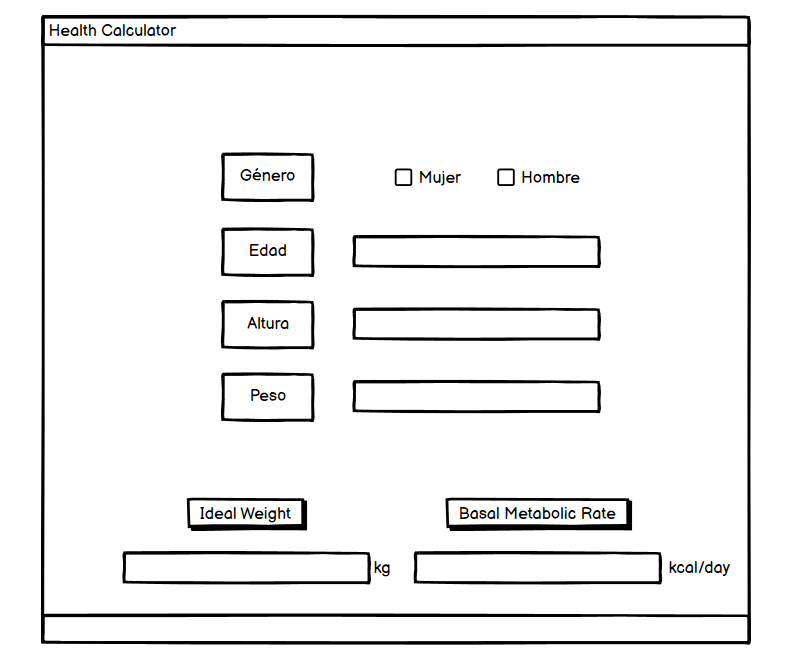 Health Calculator
Género
Mujer
Hombre
Edad
Altura
Peso
Ideal Weight
Basal Metabolic Rate
kg
kcal/day